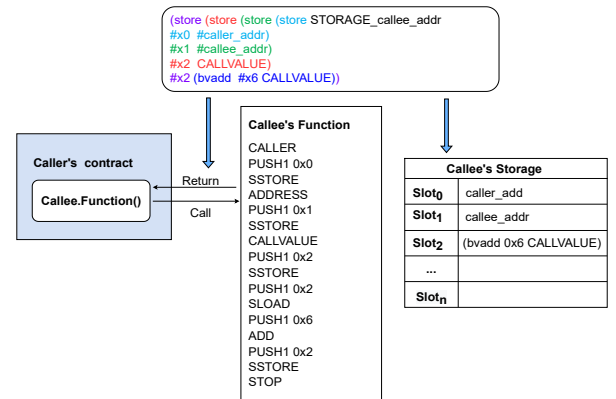 (store (store (store (store STORAGE_callee_addr
#x0 #caller_addr)
#x1 #callee_addr)
#x2 CALLVALUE)
#x2 (bvadd #x6 CALLVALUE))
Caller's contract
Callee.Function()
Return
Call
Callee's Function
CALLER
PUSH1 0x0
SSTORE
ADDRESS
PUSH1 0x1
SSTORE
CALLVALUE
PUSH1 0x2
SSTORE
PUSH1 0x2
SLOAD
PUSH1 0x6
ADD
PUSH1 0x2
SSTORE
STOP
Callee's Storage
Slot0 caller_add
Slot1 callee_addr
Slot2 (bvadd 0x6 CALLVALUE)
...
Slotn